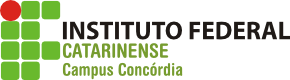 INSTITUTO FEDERAL
CATARINENSE
Campus Concórdia